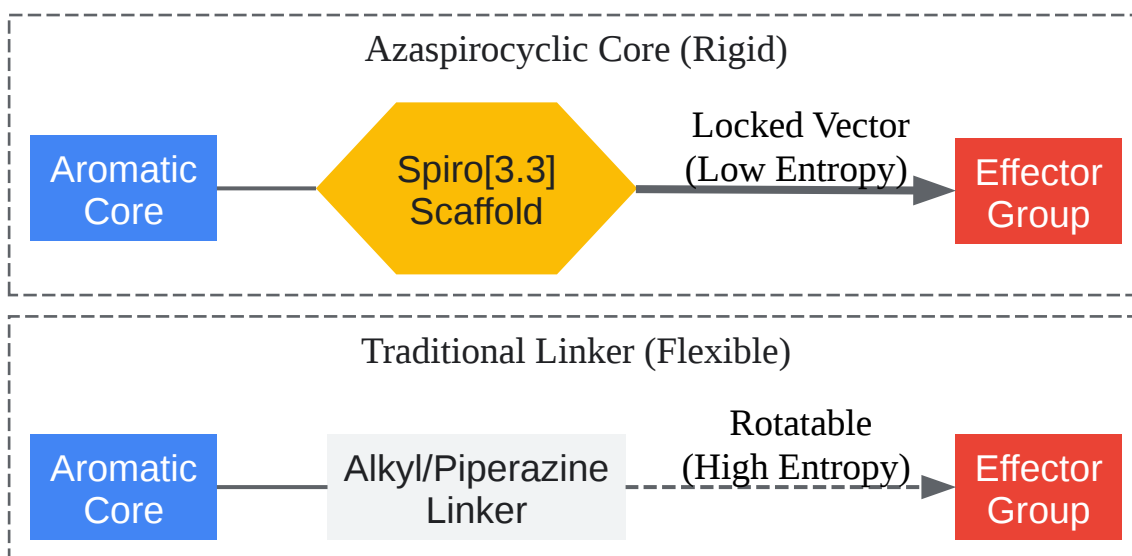 Azaspirocyclic Core (Rigid)
Aromatic
Core
Spiro[3.3]
Scaffold
Locked Vector
(Low Entropy)
Effector
Group
Traditional Linker (Flexible)
Aromatic
Core
Alkyl/Piperazine
Linker
Rotatable
(High Entropy)
Effector
Group